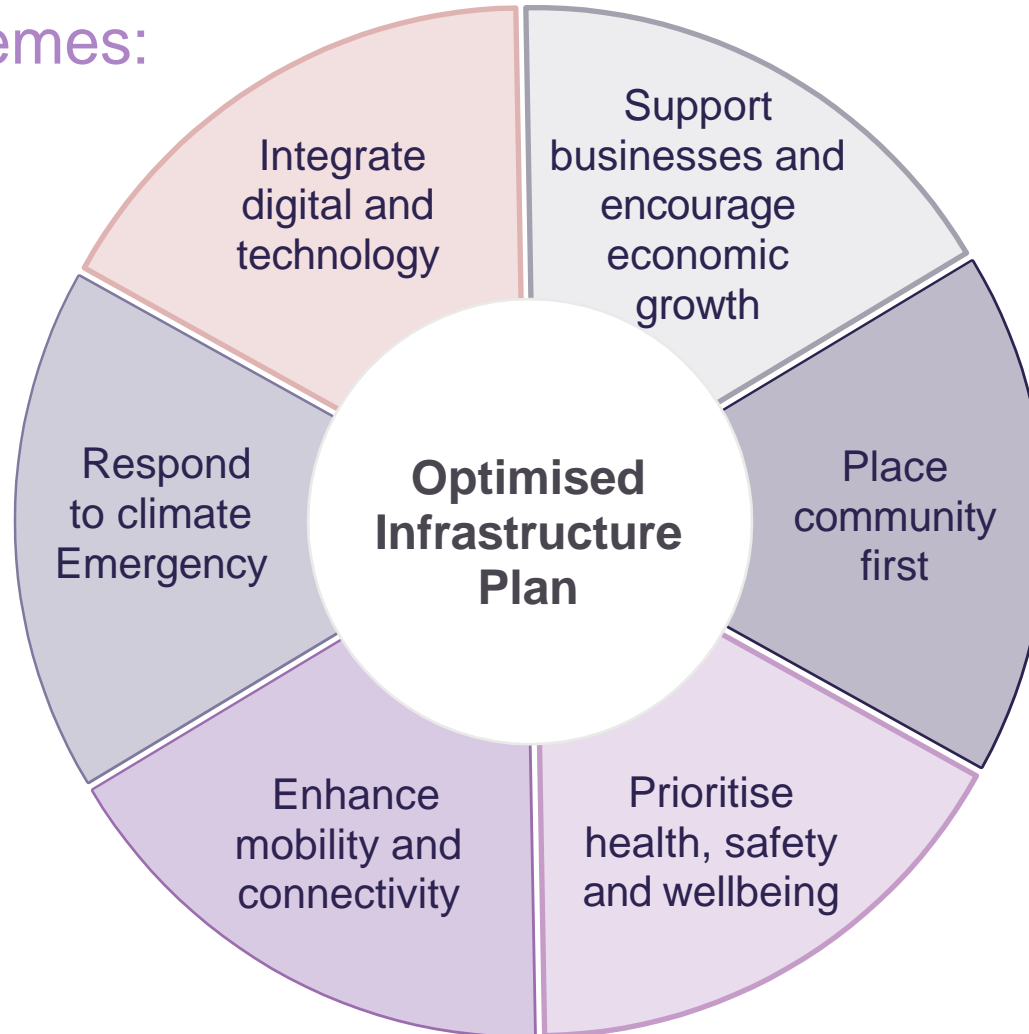 emes:
Integrate
digital and
technology
Support
businesses and
encourage
economic
growth
Place
community
first
Prioritise
health, safety
and wellbeing
Enhance
mobility and
connectivity
Respond
to climate
Emergency
Optimised
Infrastructure
Plan